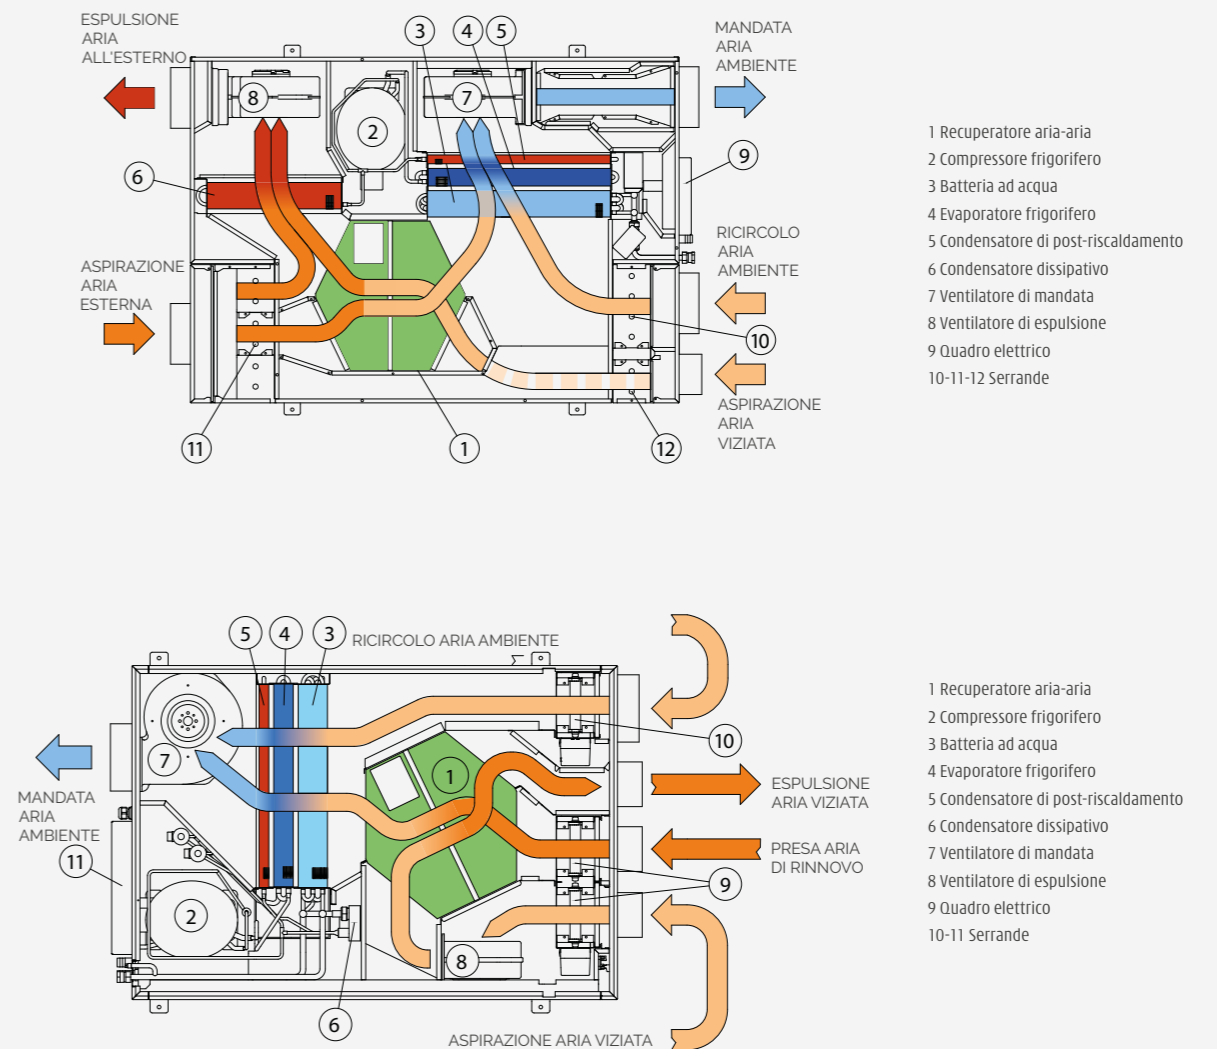 ESPULSIONE
ARIA
ALL'ESTERNO
3
4
5
MANDATA
ARIA
AMBIENTE
8
7
2
9
6
ASPIRAZIONE
ARIA
ESTERNA
RICIRCOLO
ARIA
AMBIENTE
10
ASPIRAZIONE
ARIA
VIZIATA
11
1
12
1 Recuperatore aria-aria
2 Compressore frigorifero
3 Batteria ad acqua
4 Evaporatore frigorifero
5 Condensatore di post-riscaldamento
6 Condensatore dissipativo
7 Ventilatore di mandata
8 Ventilatore di espulsione
9 Quadro elettrico
10-11-12 Serrande
5
4
3
RICIRCOLO ARIA AMBIENTE
10
7
1
MANDATA
ARIA
AMBIENTE
ESPULSIONE
ARIA VIZIATA
PRESA ARIA
DI RINNOVO
11
9
2
8
6
ASPIRAZIONE ARIA VIZIATA
1 Recuperatore aria-aria
2 Compressore frigorifero
3 Batteria ad acqua
4 Evaporatore frigorifero
5 Condensatore di post-riscaldamento
6 Condensatore dissipativo
7 Ventilatore di mandata
8 Ventilatore di espulsione
9 Quadro elettrico
10-11 Serrande